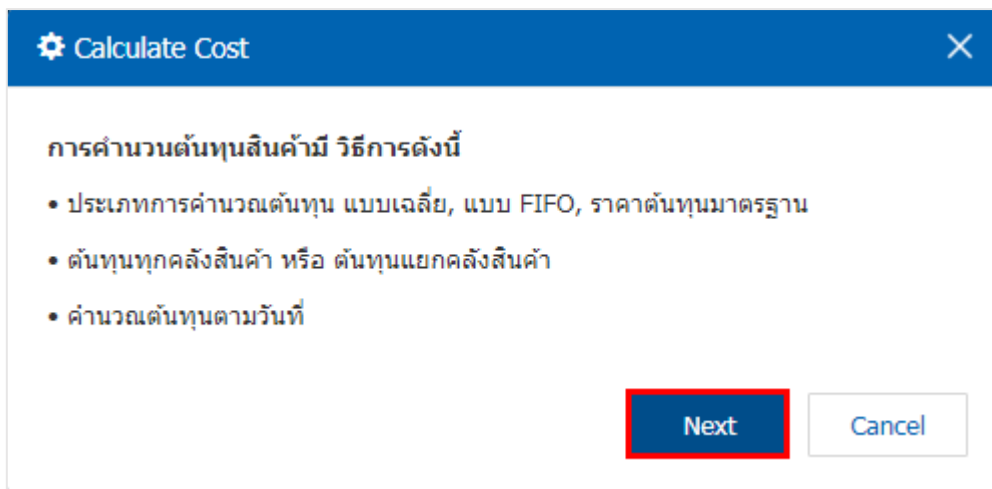 Calculate Cost
การคำนวนต้นทุนสินค้ามี วิธีการดังนี้
• ประเภทการคำนวณต้นทุน แบบเฉลี่ย, แบบ FIFO, ราคาต้นทุนมาตรฐาน
• ต้นทุนทุกคลังสินค้า หรือ ต้นทุนแยกคลังสินค้า
• คำนวณต้นทุนตามวันที่
Next Cancel